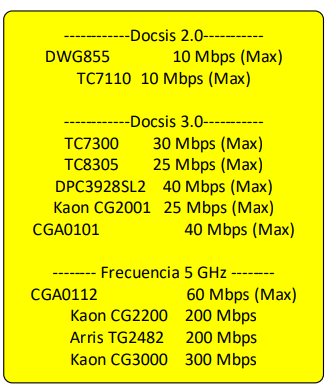 ------------Docsis 2.0-----------
DWG855 10 Mbps (Max)
TC7110 10 Mbps (Max)
------------Docsis 3.0-----------
TC7300 30 Mbps (Max)
TC8305 25 Mbps (Max)
DPC3928SL2 40 Mbps (Max)
Kaon CG2001 25 Mbps (Max)
CGA0101 40 Mbps (Max)
-------- Frecuencia 5 GHz --------
CGA0112 60 Mbps (Max)
Kaon CG2200 200 Mbps
Arris TG2482 200 Mbps
Kaon CG3000 300 Mbps